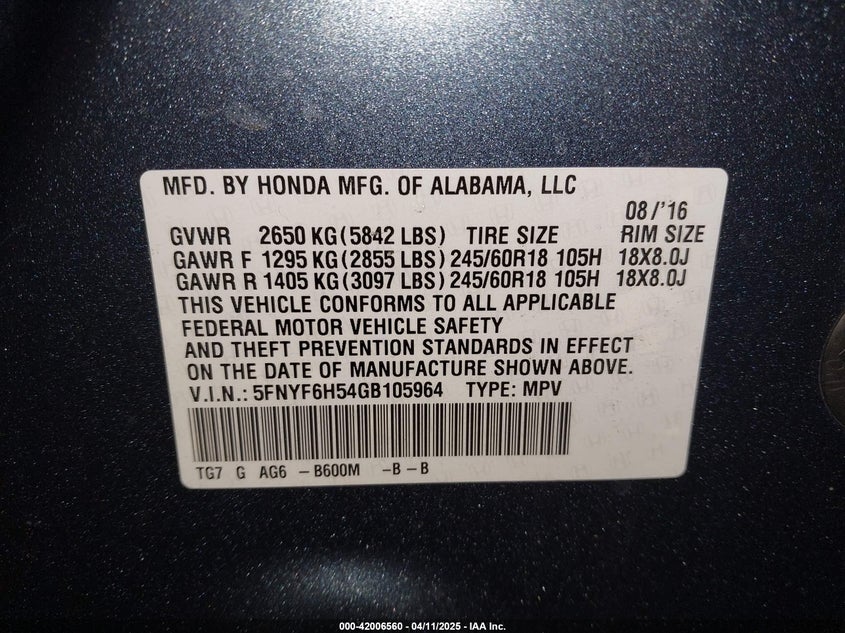 MFD. BY HONDA MFG. OF ALABAMA, LLC
08/'16
GVWR 2650 KG(5842 LBS) TIRE SIZE RIM SIZE
GAWR F 1295 KG(2855 LBS) 245/60R18 105H 18X8.0J
GAWR R 1405 KG(3097 LBS) 245/60R18 105H 18X8.0J
THIS VEHICLE CONFORMS TO ALL APPLICABLE
FEDERAL MOTOR VEHICLE SAFETY
AND THEFT PREVENTION STANDARDS IN EFFECT
ON THE DATE OF MANUFACTURE SHOWN ABOVE.
V.I.N.: 5FNYF6H54GB105964 TYPE: MPV
TG7 G AG6 -B600M -B-B
000-42006560 - 04/11/2025 - IAA Inc.